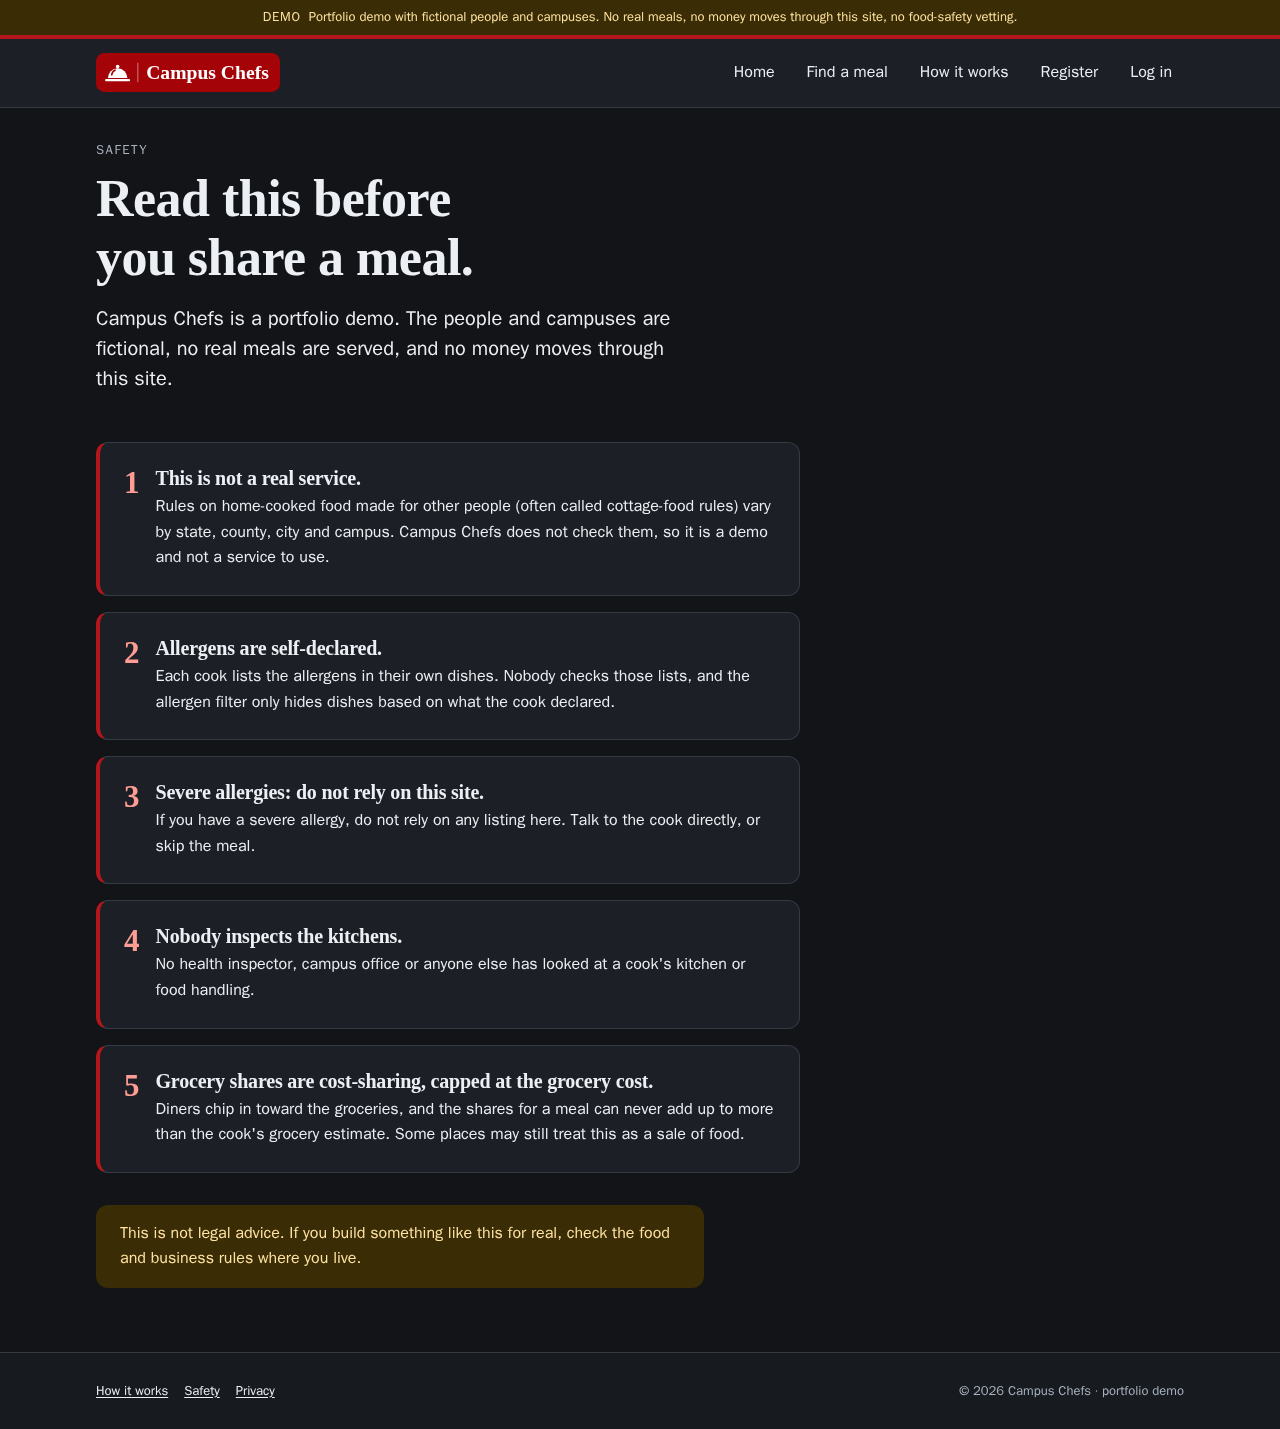 DEMO Portfolio demo with fictional people and campuses. No real meals, no money moves through this site, no food-safety vetting.
Campus Chefs
Home Find a meal How it works Register Log in
SAFETY
Read this before
you share a meal.
Campus Chefs is a portfolio demo. The people and campuses are
fictional, no real meals are served, and no money moves through
this site.
1 This is not a real service.
Rules on home-cooked food made for other people (often called cottage-food rules) vary
by state, county, city and campus. Campus Chefs does not check them, so it is a demo
and not a service to use.
2 Allergens are self-declared.
Each cook lists the allergens in their own dishes. Nobody checks those lists, and the
allergen filter only hides dishes based on what the cook declared.
3 Severe allergies: do not rely on this site.
If you have a severe allergy, do not rely on any listing here. Talk to the cook directly, or
skip the meal.
4 Nobody inspects the kitchens.
No health inspector, campus office or anyone else has looked at a cook's kitchen or
food handling.
5 Grocery shares are cost-sharing, capped at the grocery cost.
Diners chip in toward the groceries, and the shares for a meal can never add up to more
than the cook's grocery estimate. Some places may still treat this as a sale of food.
This is not legal advice. If you build something like this for real, check the food
and business rules where you live.
How it works Safety Privacy
© 2026 Campus Chefs · portfolio demo